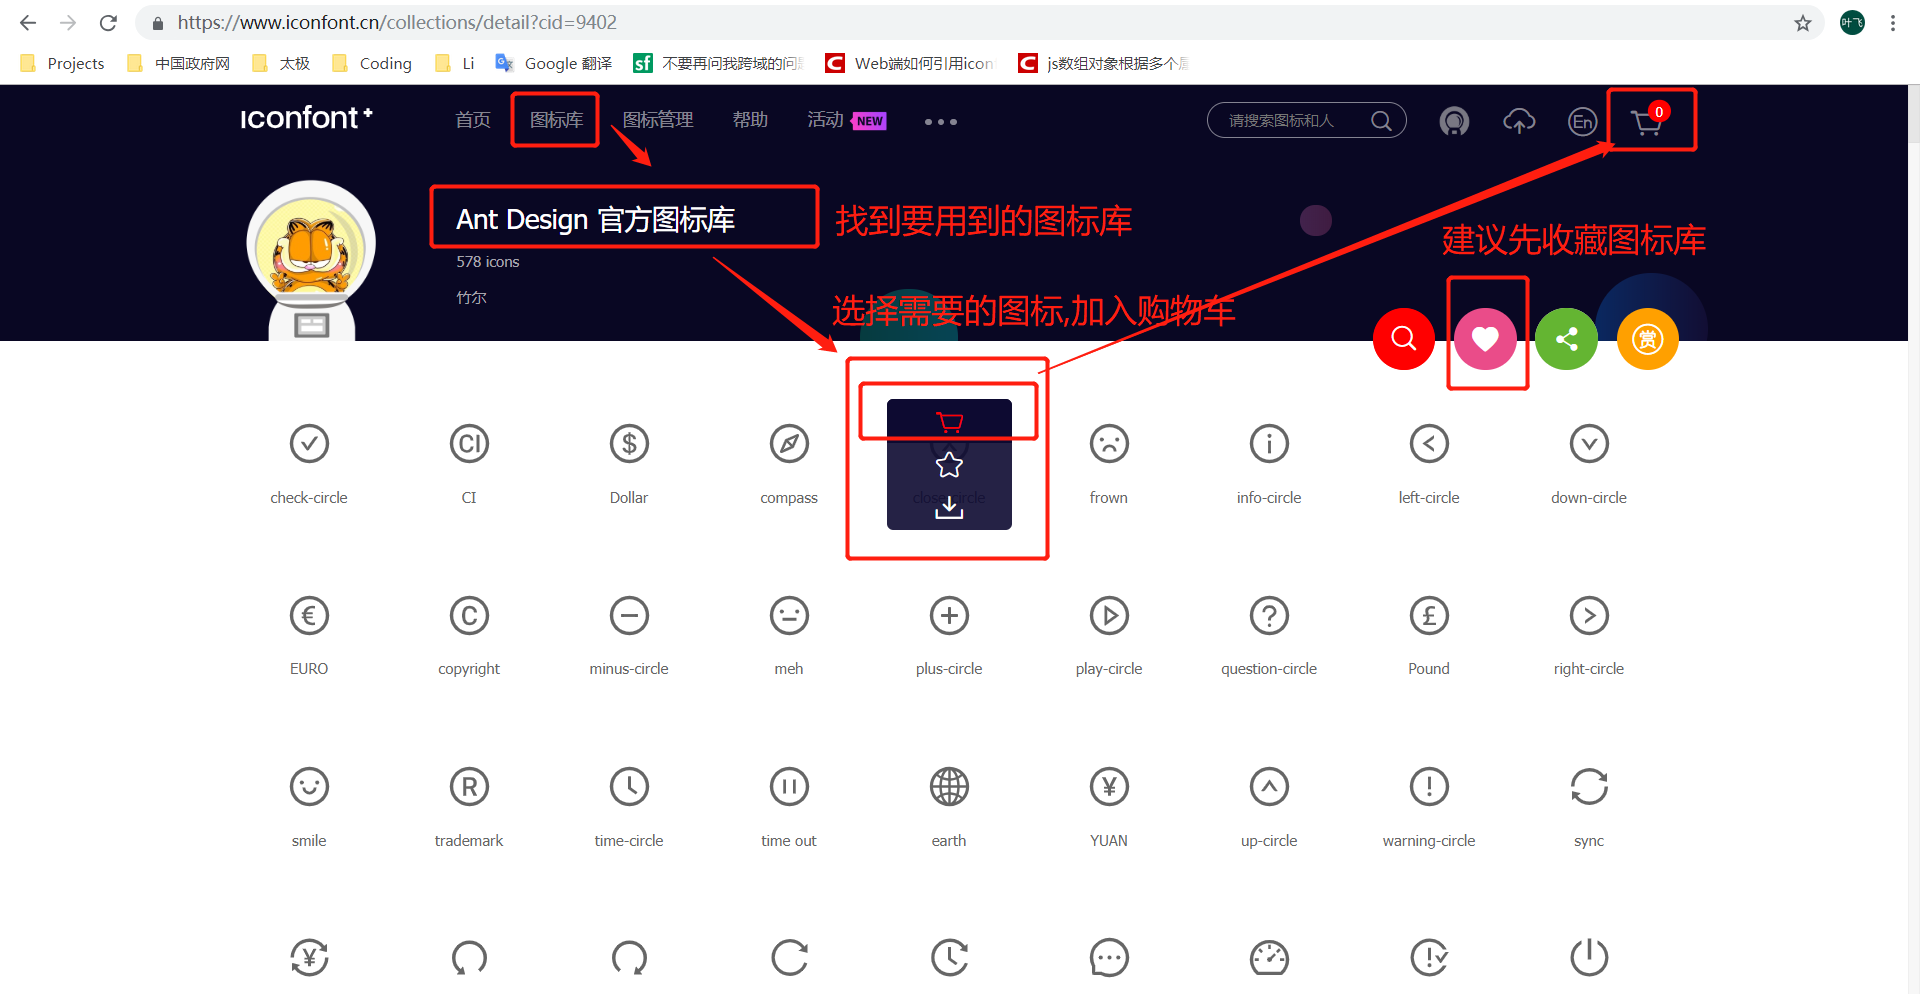 https://www.iconfont.cn/collections/detail?cid=9402
叶飞
Projects
中国政府网
太极
Coding
Li
Google 翻译
sf
不要再问我跨域的问
C
Web端如何引用icon
C
js数组对象根据多个
iconfont+
首页
图标库
图标管理
帮助
活动
NEW
请搜索图标和人
En
0
Ant Design 官方图标库
找到要用到的图标库
建议先收藏图标库
578 icons
竹尔
选择需要的图标,加入购物车
赏
CI
$
check-circle
CI
Dollar
compass
close-circle
frown
info-circle
left-circle
down-circle
€
C
?
£
EURO
copyright
minus-circle
meh
plus-circle
play-circle
question-circle
Pound
right-circle
R
¥
!
smile
trademark
time-circle
time out
earth
YUAN
up-circle
warning-circle
sync
¥
!